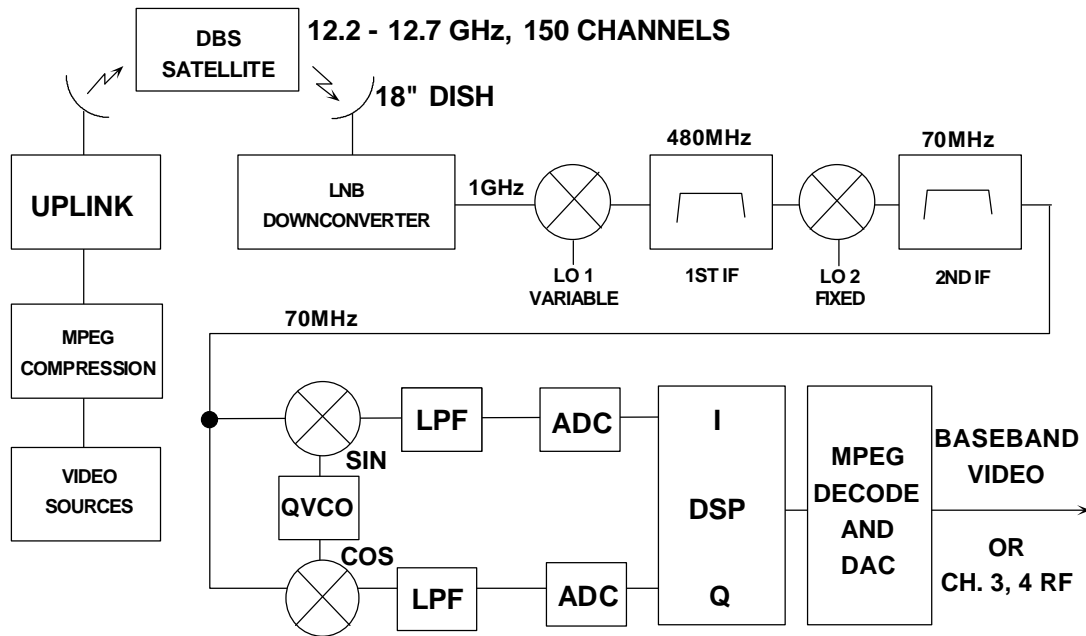 DBS
SATELLITE
12.2 - 12.7 GHz, 150 CHANNELS
18" DISH
UPLINK
MPEG
COMPRESSION
VIDEO
SOURCES
LNB
DOWNCONVERTER
1GHz
LO 1
VARIABLE
480MHz
1ST IF
LO 2
FIXED
70MHz
2ND IF
70MHz
SIN
QVCO
COS
LPF
ADC
LPF
ADC
I
DSP
Q
MPEG
DECODE
AND
DAC
BASEBAND
VIDEO
OR
CH. 3, 4 RF